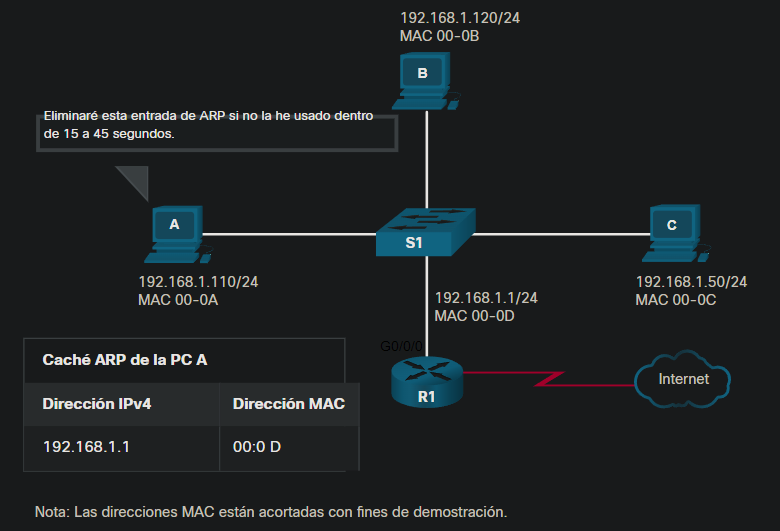 192.168.1.120/24
MAC 00-0B
B
Eliminaré esta entrada de ARP si no la he usado dentro
de 15 a 45 segundos.
A
S1
C
192.168.1.110/24
MAC 00-0A
192.168.1.50/24
MAC 00-0C
192.168.1.1/24
MAC 00-0D
G0/0/0
R1
Internet
Caché ARP de la PC A
Dirección IPv4 Dirección MAC
192.168.1.1 00:0 D
Nota: Las direcciones MAC están acortadas con fines de demostración.